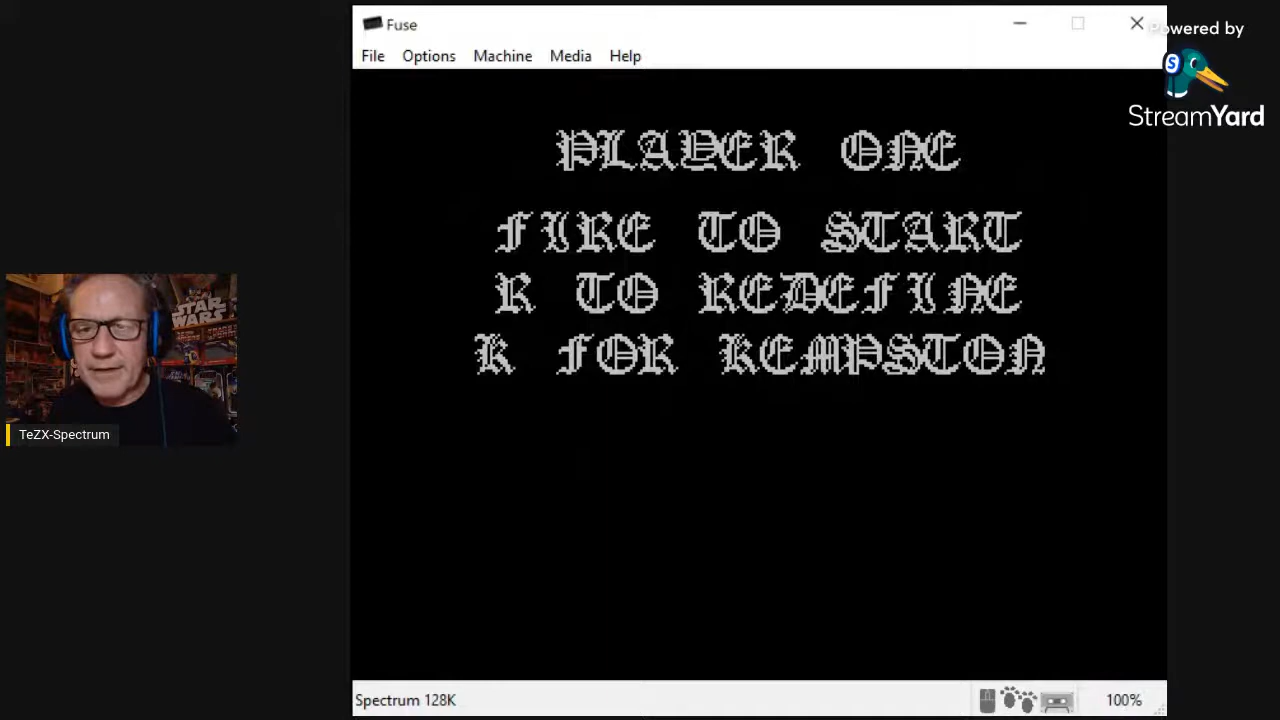 Fuse
File Options Machine Media Help
Powered by
StreamYard
PLAYER ONE
FIRE TO START
R TO REDEFINE
K FOR KEMPSTON
STAR WARS
TeZX-Spectrum
Spectrum 128K
100%